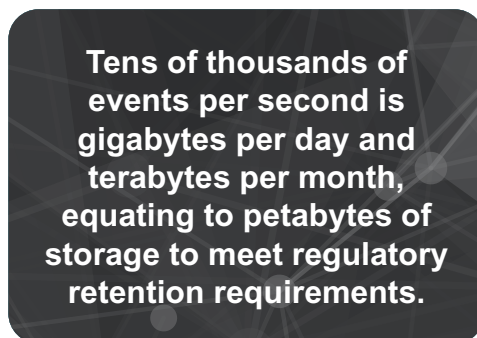 Tens of thousands of
events per second is
gigabytes per day and
terabytes per month,
equating to petabytes of
storage to meet regulatory
retention requirements.